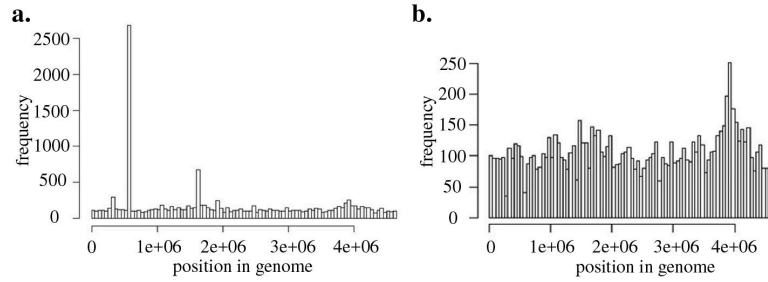 a.
frequency
2500
2000
1500
1000
500
0
0 1e+06 2e+06 3e+06 4e+06
position in genome
b.
frequency
250
200
150
100
50
0
0 1e+06 2e+06 3e+06 4e+06
position in genome